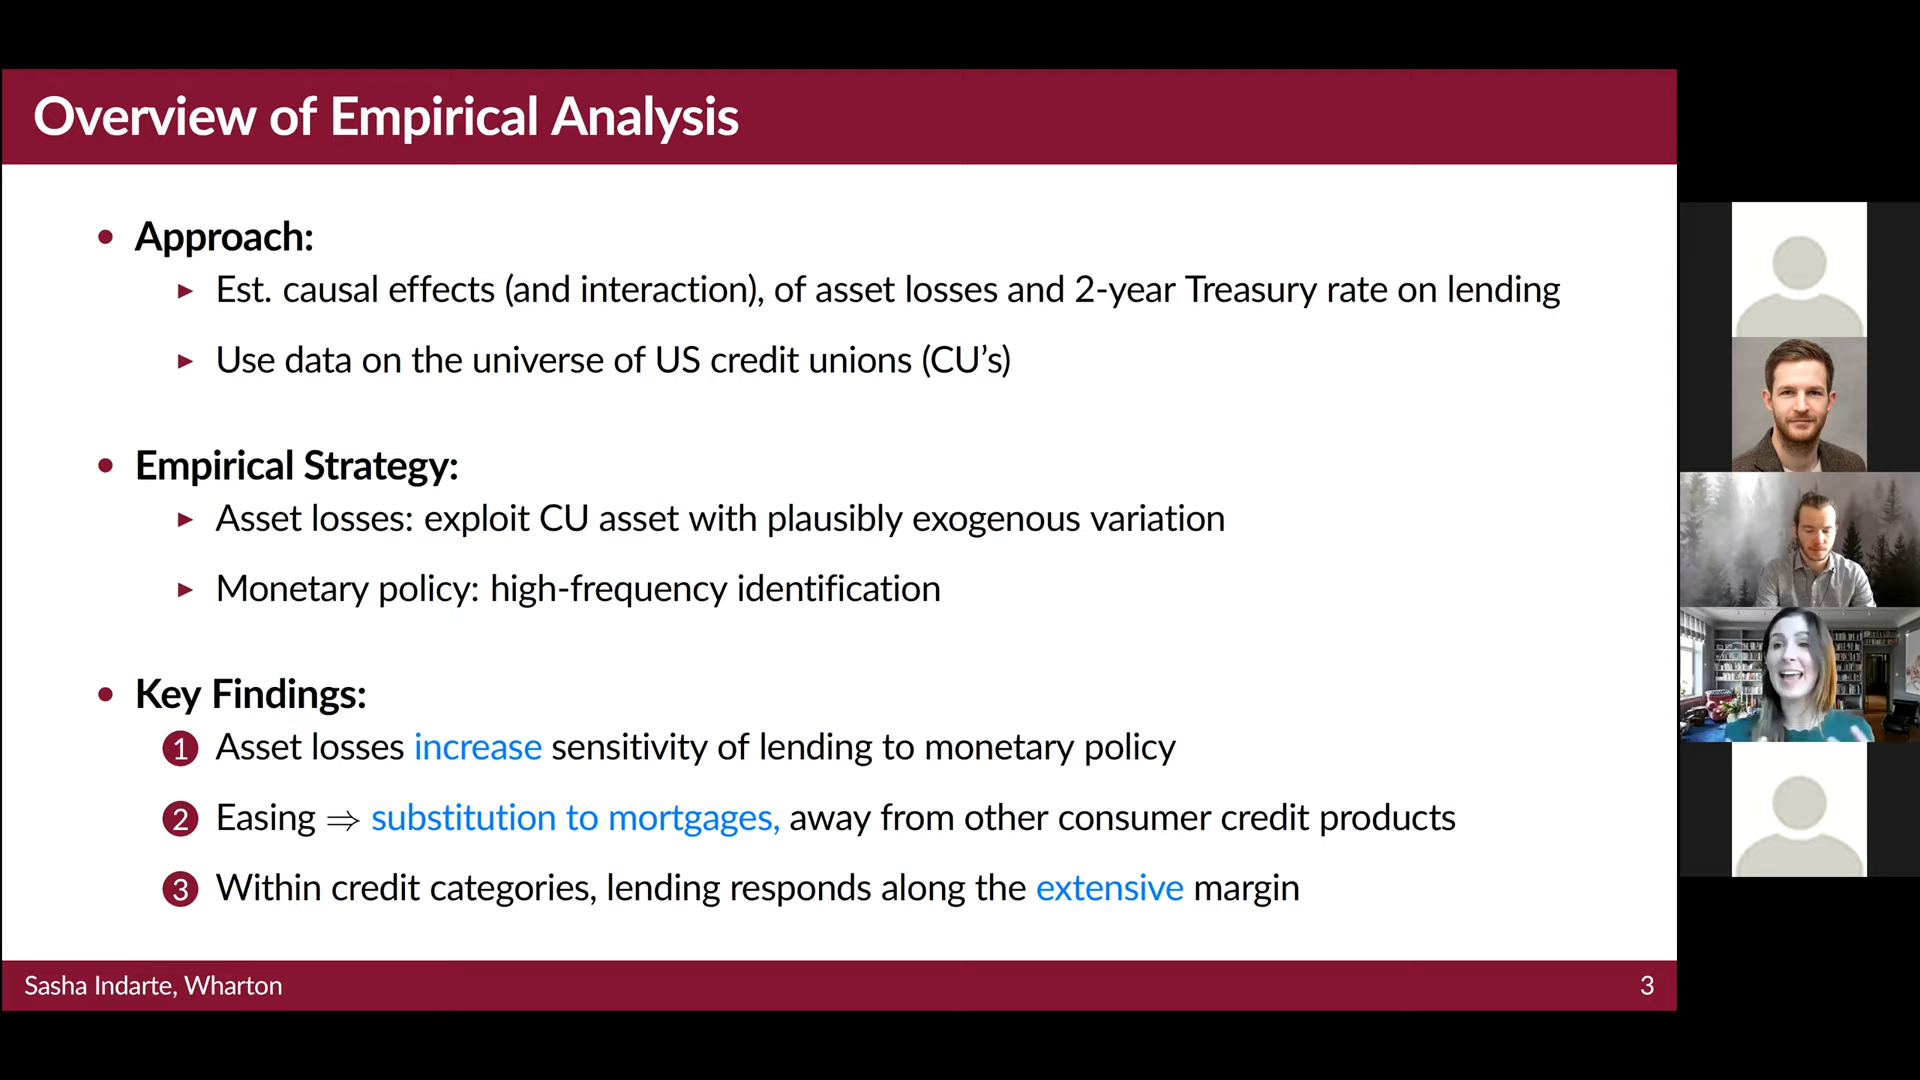 Overview of Empirical Analysis
• Approach:
▸ Est. causal effects (and interaction), of asset losses and 2-year Treasury rate on lending
▸ Use data on the universe of US credit unions (CU’s)
• Empirical Strategy:
▸ Asset losses: exploit CU asset with plausibly exogenous variation
▸ Monetary policy: high-frequency identification
• Key Findings:
1 Asset losses increase sensitivity of lending to monetary policy
2 Easing ⇒ substitution to mortgages, away from other consumer credit products
3 Within credit categories, lending responds along the extensive margin
Sasha Indarte, Wharton
3